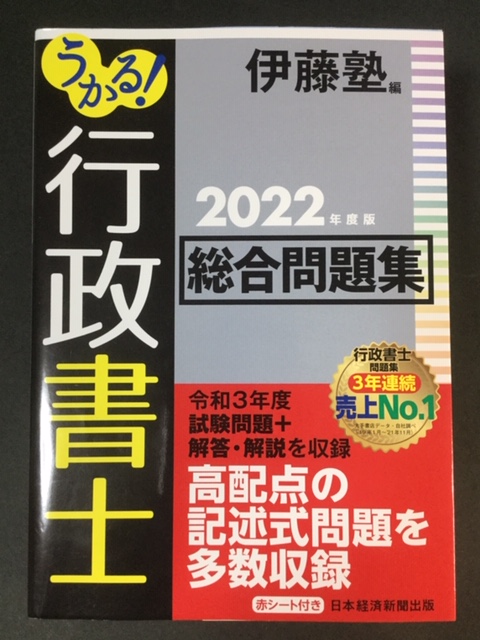 うかる!
行政書士
伊藤塾編
2022年度版
総合問題集
行政書士
問題集
3年連続
売上No.1
令和3年度
試験問題+
解答・解説を収録
高配点の
記述式問題を
多数収録
赤シート付き 日本経済新聞出版